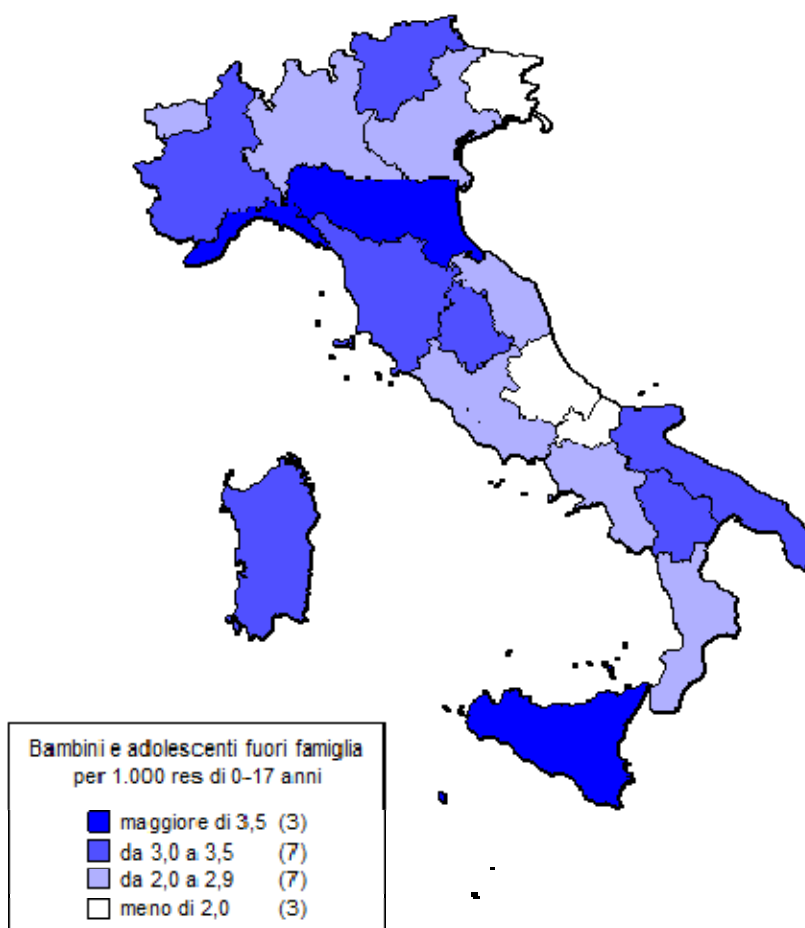 Bambini e adolescenti fuori famiglia
per 1.000 res di 0-17 anni
maggiore di 3,5 (3)
da 3,0 a 3,5 (7)
da 2,0 a 2,9 (7)
meno di 2,0 (3)